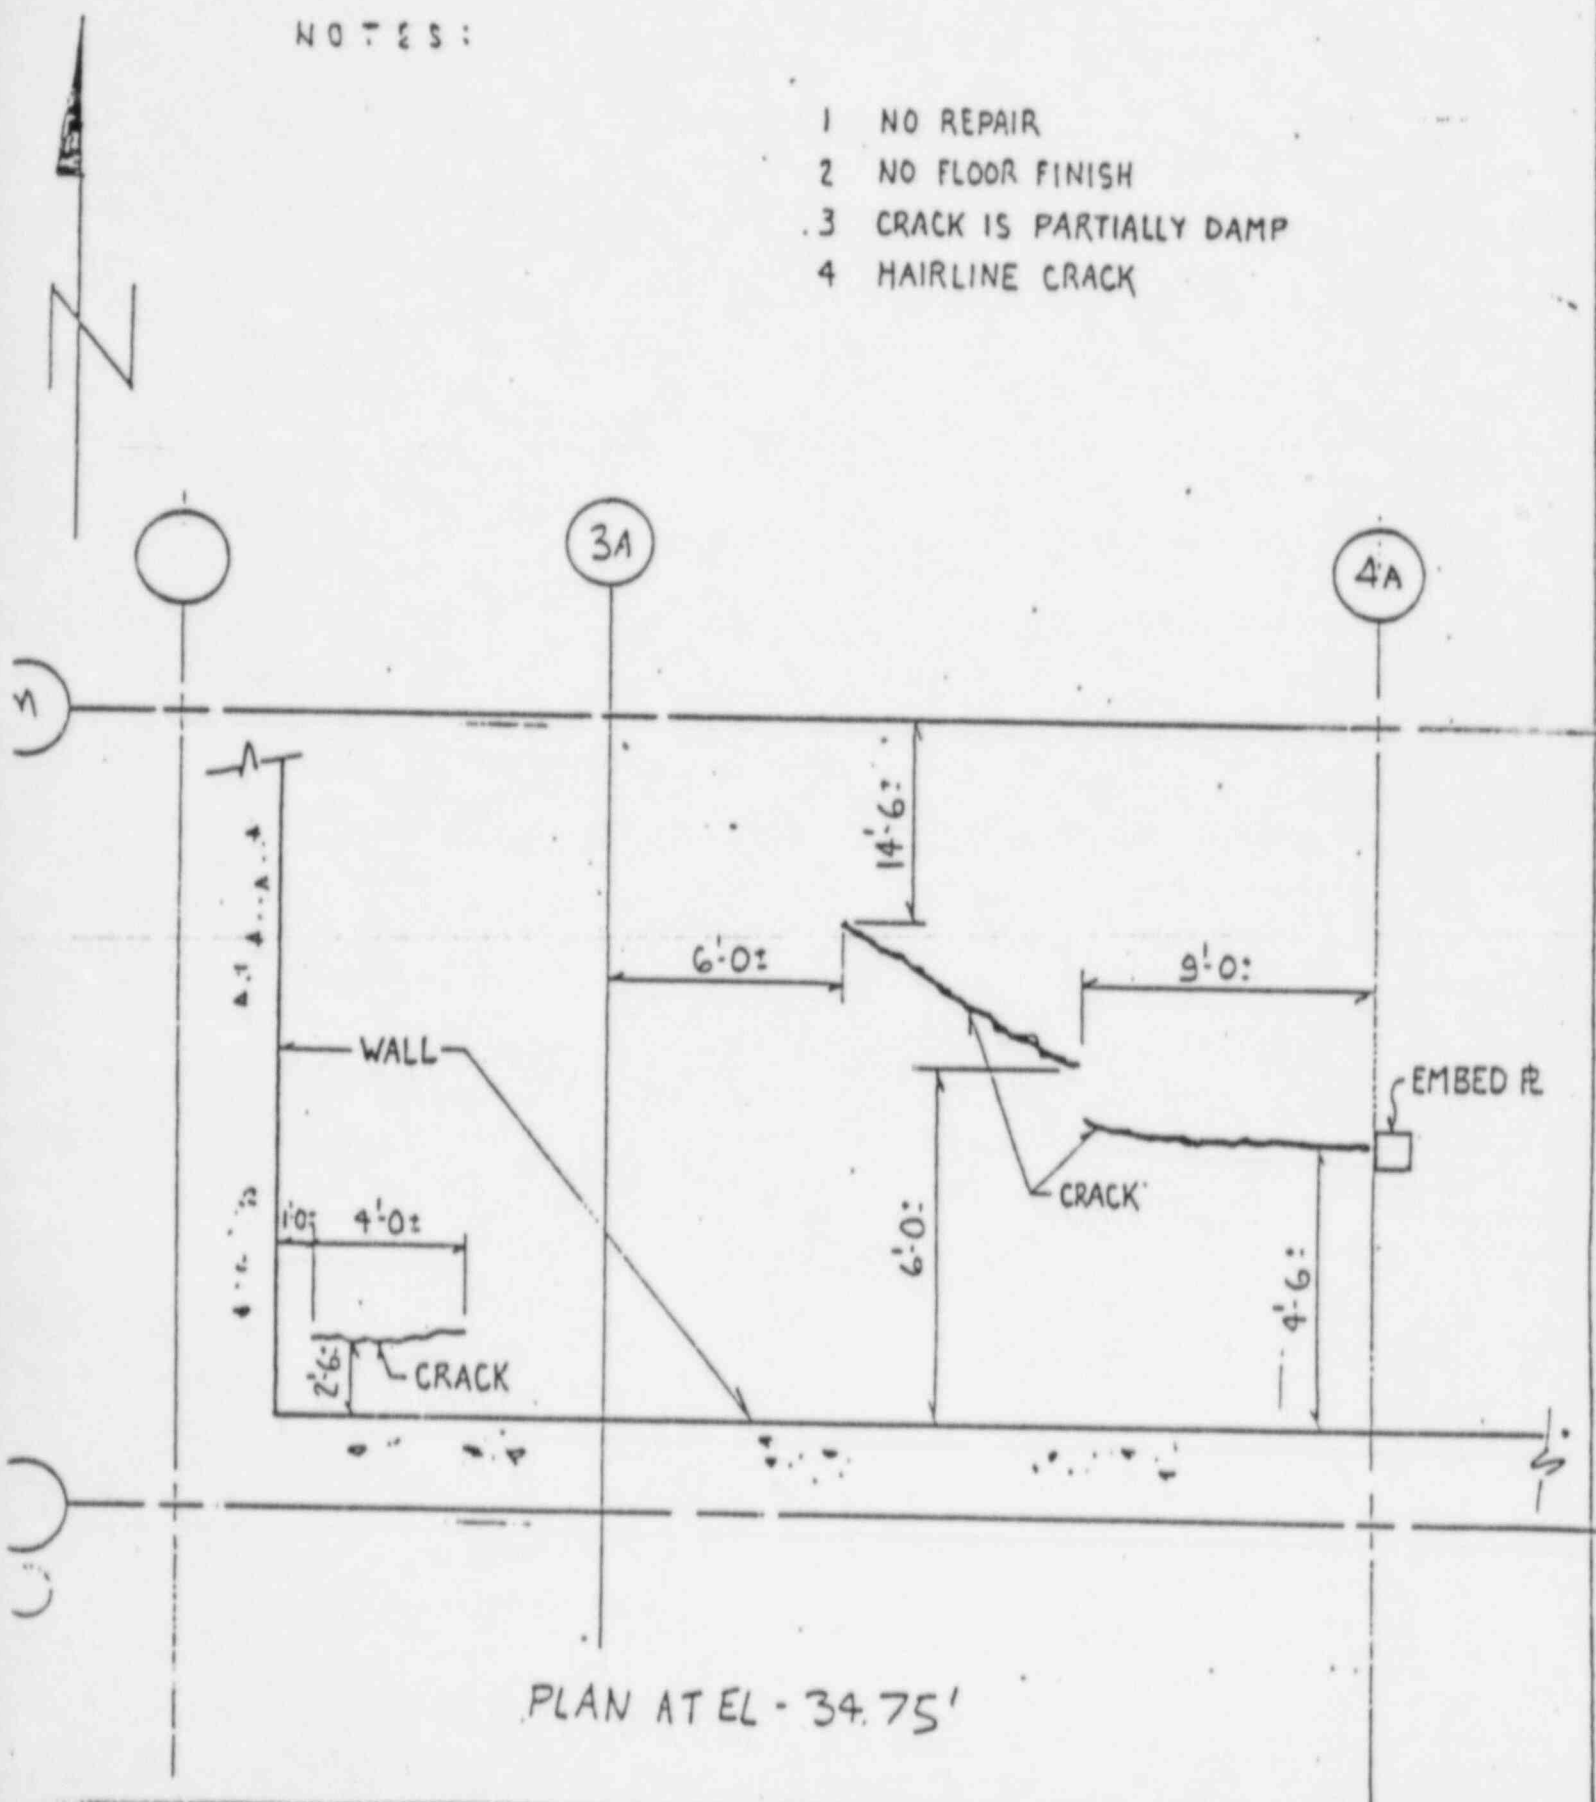 NOTES:
1 NO REPAIR
2 NO FLOOR FINISH
3 CRACK IS PARTIALLY DAMP
4 HAIRLINE CRACK
N
3A
4A
14'-6"±
6'-0"±
9'-0"±
WALL
EMBED PL
CRACK
1'-0"±
4'-0"±
6'-0"±
4'-6"±
2'-6"±
CRACK
PLAN AT EL - 34.75'